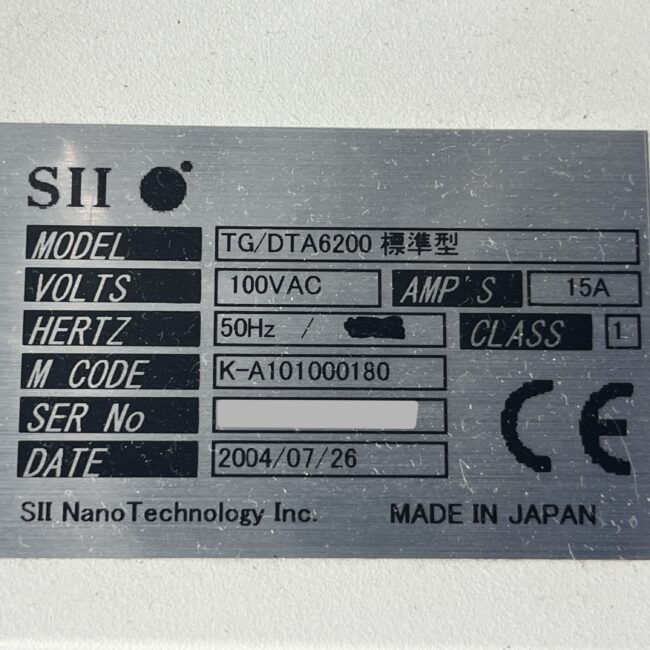 SII
MODEL TG/DTA6200 標準型
VOLTS 100VAC AMP'S 15A
HERTZ 50Hz / CLASS 1
M CODE K-A101000180
SER No
DATE 2004/07/26
CE
SII NanoTechnology Inc. MADE IN JAPAN